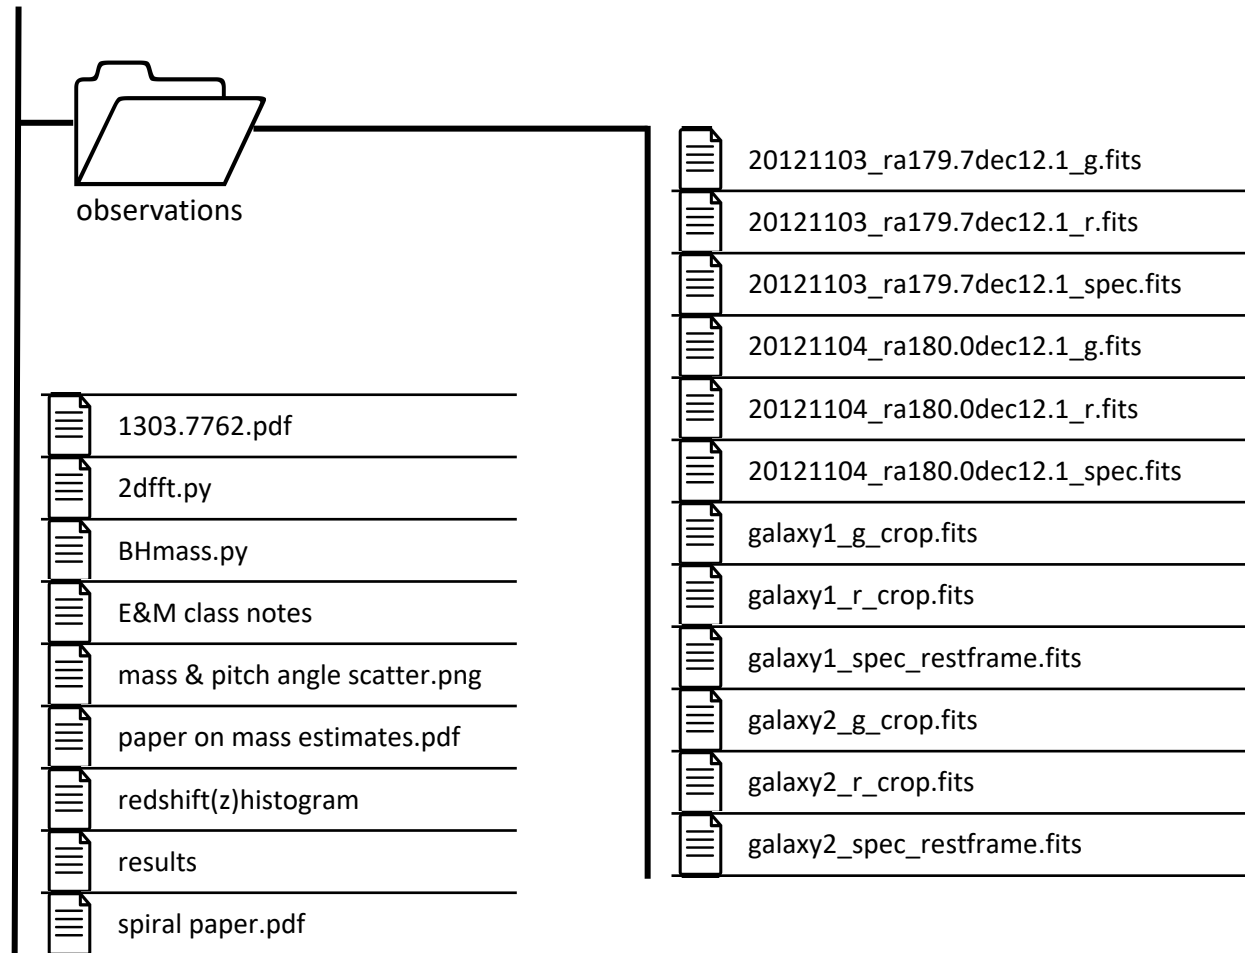 observations
1303.7762.pdf
2dfft.py
BHmass.py
E&M class notes
mass & pitch angle scatter.png
paper on mass estimates.pdf
redshift(z)histogram
results
spiral paper.pdf
20121103_ra179.7dec12.1_g.fits
20121103_ra179.7dec12.1_r.fits
20121103_ra179.7dec12.1_spec.fits
20121104_ra180.0dec12.1_g.fits
20121104_ra180.0dec12.1_r.fits
20121104_ra180.0dec12.1_spec.fits
galaxy1_g_crop.fits
galaxy1_r_crop.fits
galaxy1_spec_restframe.fits
galaxy2_g_crop.fits
galaxy2_r_crop.fits
galaxy2_spec_restframe.fits